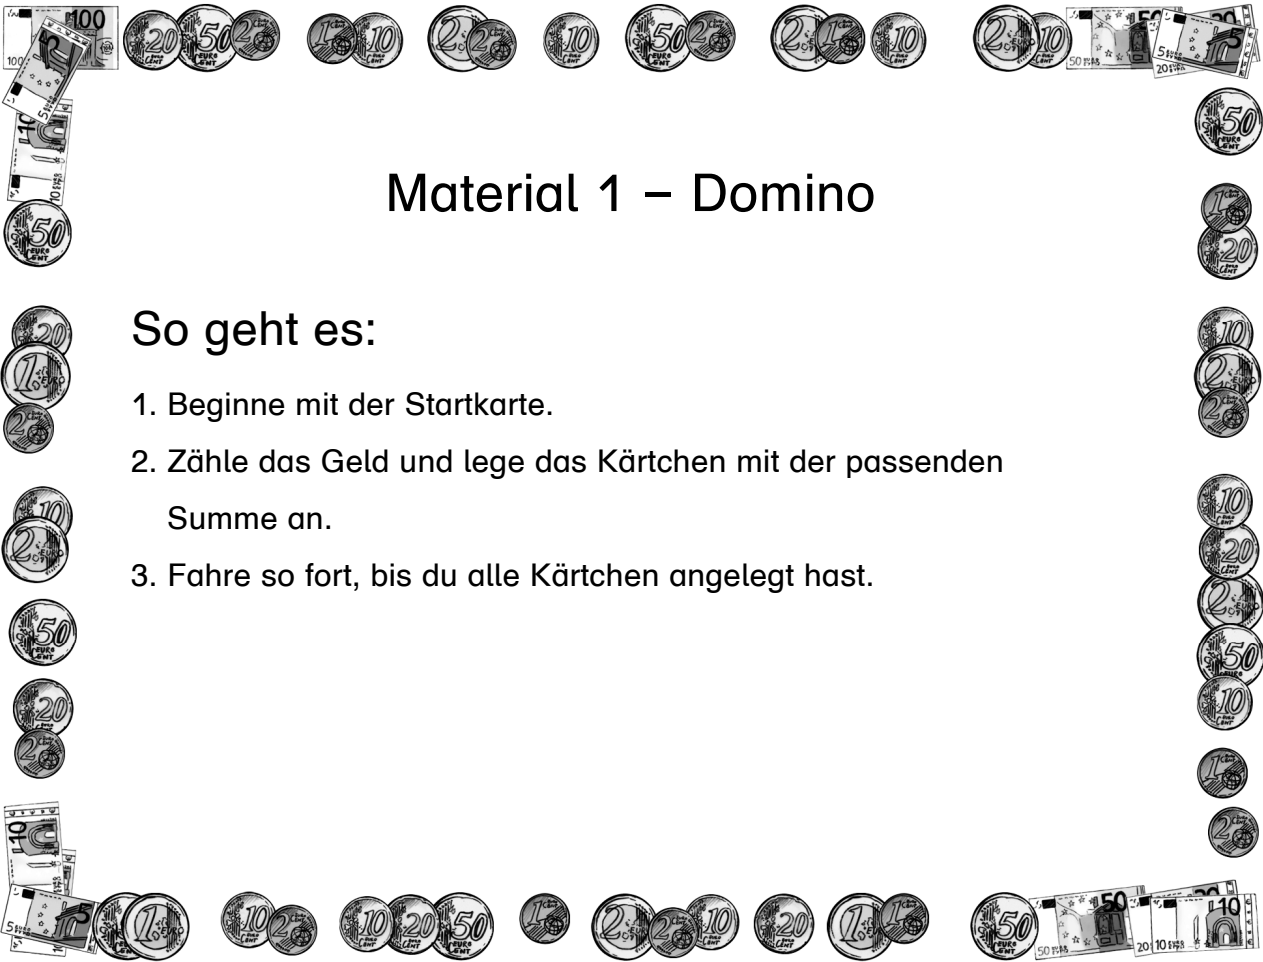 Material 1 – Domino
So geht es:
1. Beginne mit der Startkarte.
2. Zähle das Geld und lege das Kärtchen mit der passenden
Summe an.
3. Fahre so fort, bis du alle Kärtchen angelegt hast.